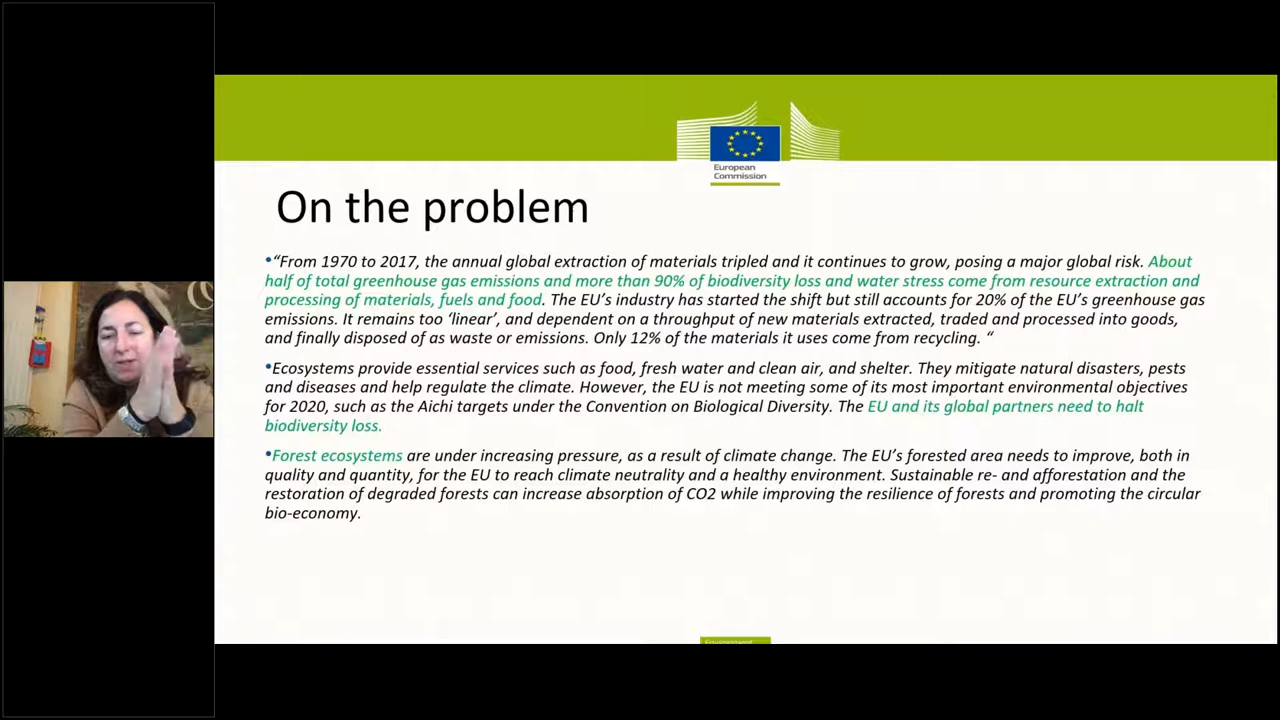 European
Commission
On the problem
•“From 1970 to 2017, the annual global extraction of materials tripled and it continues to grow, posing a major global risk. About
half of total greenhouse gas emissions and more than 90% of biodiversity loss and water stress come from resource extraction and
processing of materials, fuels and food. The EU’s industry has started the shift but still accounts for 20% of the EU’s greenhouse gas
emissions. It remains too ‘linear’, and dependent on a throughput of new materials extracted, traded and processed into goods,
and finally disposed of as waste or emissions. Only 12% of the materials it uses come from recycling. “
•Ecosystems provide essential services such as food, fresh water and clean air, and shelter. They mitigate natural disasters, pests
and diseases and help regulate the climate. However, the EU is not meeting some of its most important environmental objectives
for 2020, such as the Aichi targets under the Convention on Biological Diversity. The EU and its global partners need to halt
biodiversity loss.
•Forest ecosystems are under increasing pressure, as a result of climate change. The EU’s forested area needs to improve, both in
quality and quantity, for the EU to reach climate neutrality and a healthy environment. Sustainable re- and afforestation and the
restoration of degraded forests can increase absorption of CO2 while improving the resilience of forests and promoting the circular
bio-economy.
Environment